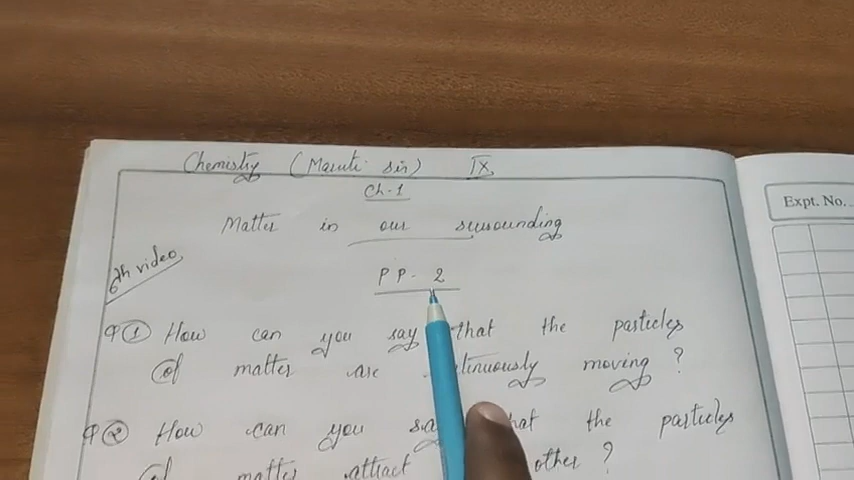 Chemistry (Maruti sir) IX
Ch-1
Matter in our surrounding
6th video
PP-2
Q① How can you say that the particles
of matter are moving ?
Q② How can you the particles
of matter attract other ?
Expt. No..